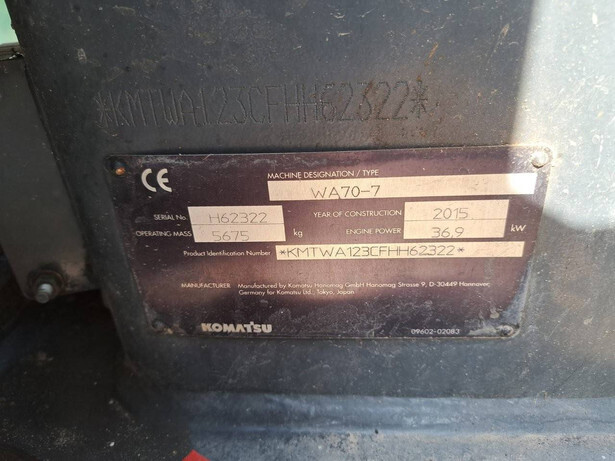 *KMTWA123CFHH62322*
CE
MACHINE DESIGNATION / TYPE
WA70-7
SERIAL No. H62322 YEAR OF CONSTRUCTION 2015
OPERATING MASS 5675 kg ENGINE POWER 36.9 kW
Product Identification Number *KMTWA123CFHH62322*
MANUFACTURER Manufactured by Komatsu Hanomag GmbH Hanomag Strasse 9, D-30449 Hannover,
Germany for Komatsu Ltd., Tokyo, Japan
KOMATSU 09602-02083